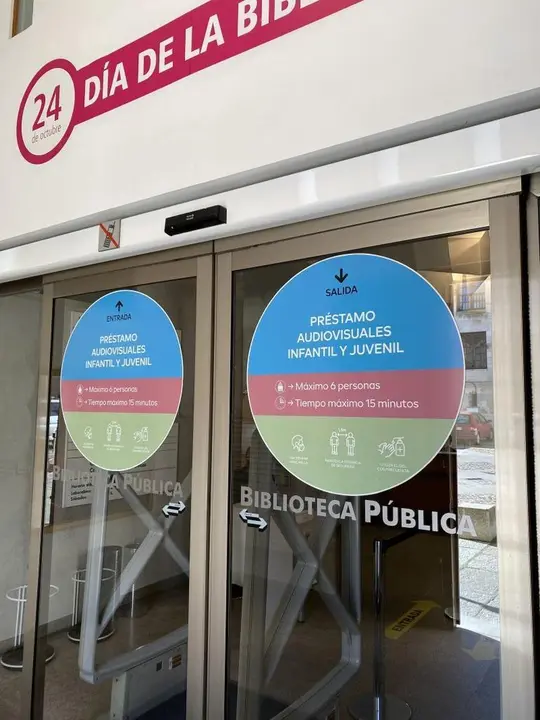 24
de octubre
DÍA DE LA BIBL
ENTRADA
PRÉSTAMO
AUDIOVISUALES
INFANTIL Y JUVENIL
Máximo 6 personas
Tiempo máximo 15 minutos
BIBLIOTECA PÚBLICA
SALIDA
PRÉSTAMO
AUDIOVISUALES
INFANTIL Y JUVENIL
Máximo 6 personas
Tiempo máximo 15 minutos
BIBLIOTECA PÚBLICA
ENTRADA